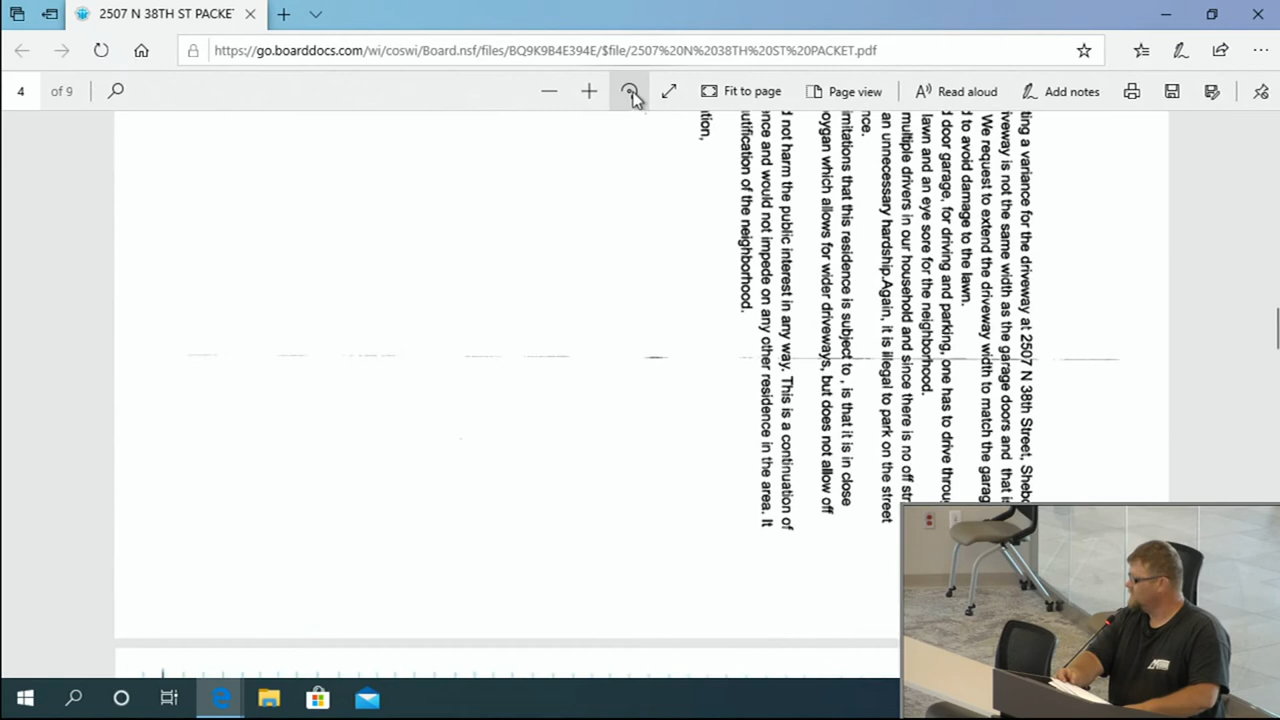 2507 N 38TH ST PACKE
https://go.boarddocs.com/wi/coswi/Board.nsf/files/BQ9K9B4E394E/$file/2507%20N%2038TH%20ST%20PACKET.pdf
4 of 9
Fit to page
Page view
Read aloud
Add notes
ting a variance for the driveway at 2507 N 38th Street, Shebo
iveway is not the same width as the garage doors and that is
We request to extend the driveway width to match the garag
d to avoid damage to the lawn.
d door garage, for driving and parking, one has to drive throu
lawn and an eye sore for the neighborhood.
multiple drivers in our household and since there is no off str
an unnecessary hardship.Again, it is illegal to park on the street
nce.
imitations that this residence is subject to , is that it is in close
oygan which allows for wider driveways, but does not allow off
d not harm the public interest in any way. This is a continuation of
ence and would not impede on any other residence in the area. It
utification of the neighborhood.
tion,